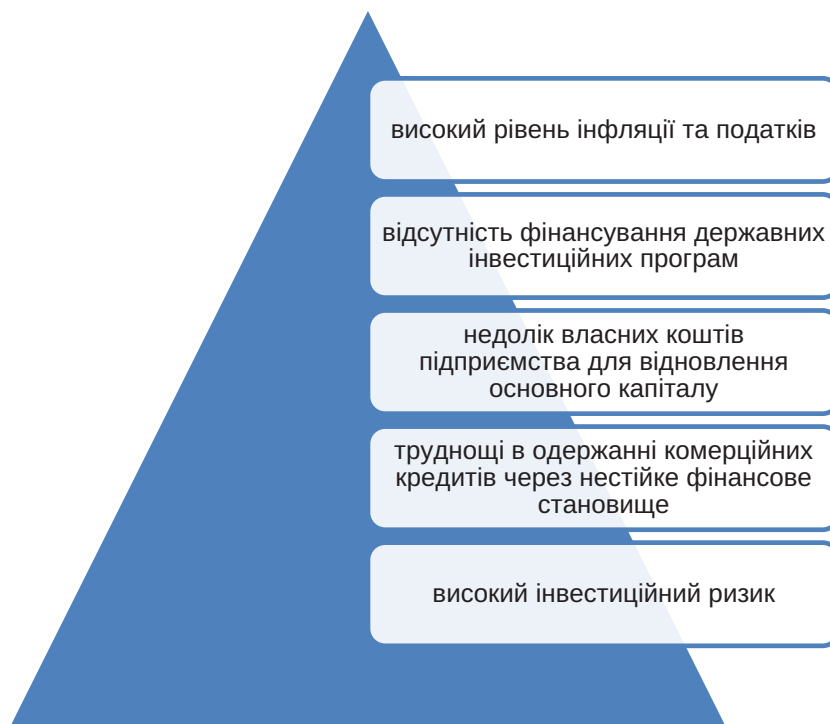 високий рівень інфляції та податків
відсутність фінансування державних
інвестиційних програм
недолік власних коштів
підприємства для відновлення
основного капіталу
труднощі в одержанні комерційних
кредитів через нестійке фінансове
становище
високий інвестиційний ризик